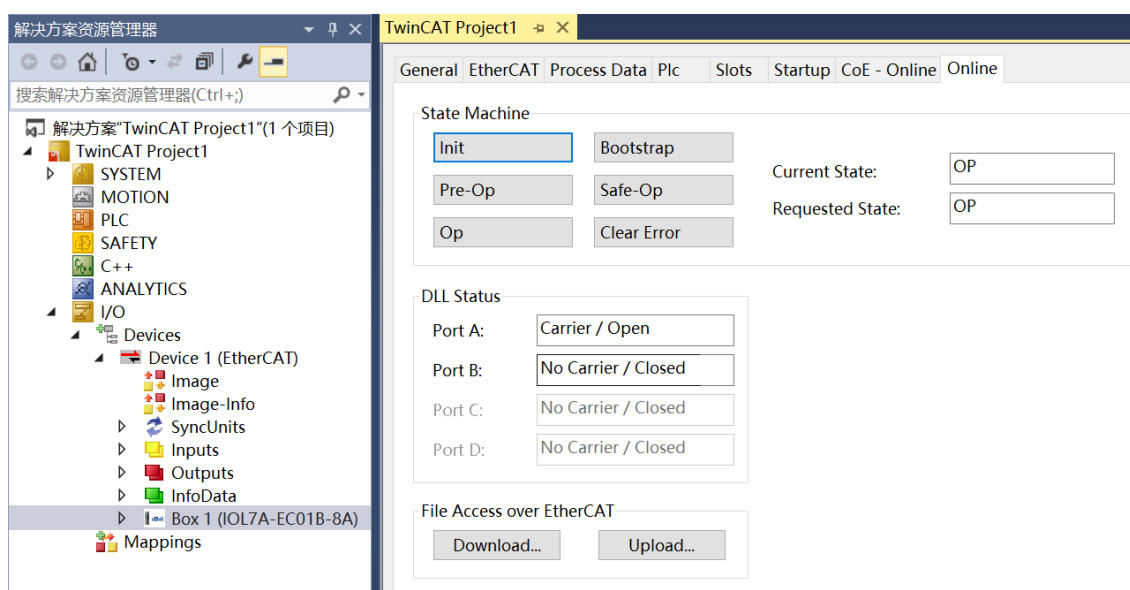 解决方案资源管理器
搜索解决方案资源管理器(Ctrl+;)
解决方案"TwinCAT Project1"(1 个项目)
TwinCAT Project1
SYSTEM
MOTION
PLC
SAFETY
C++
ANALYTICS
I/O
Devices
Device 1 (EtherCAT)
Image
Image-Info
SyncUnits
Inputs
Outputs
InfoData
Box 1 (IOL7A-EC01B-8A)
Mappings
TwinCAT Project1
General EtherCAT Process Data Plc Slots Startup CoE - Online Online
State Machine
Init Bootstrap
Pre-Op Safe-Op
Op Clear Error
Current State: OP
Requested State: OP
DLL Status
Port A: Carrier / Open
Port B: No Carrier / Closed
Port C: No Carrier / Closed
Port D: No Carrier / Closed
File Access over EtherCAT
Download... Upload...